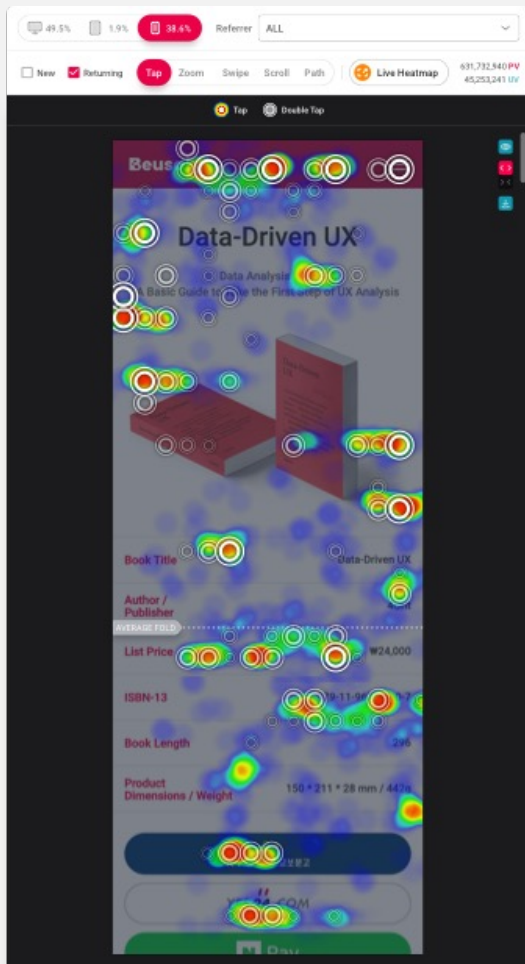 49.5%
1.9%
38.6%
Referrer
ALL
New
Returning
Tap
Zoom
Swipe
Scroll
Path
Live Heatmap
631,732,940 PV
45,253,241 UV
Tap
Double Tap
Data-Driven UX
Data Analysis
A Basic Guide to the First Step of UX Analysis
Book Title
Data-Driven UX
Author /
Publisher
AVERAGE FOLD
List Price
₩24,000
ISBN-13
Book Length
Product
Dimensions / Weight
150 * 211 * 28 mm /
.COM
N Pay